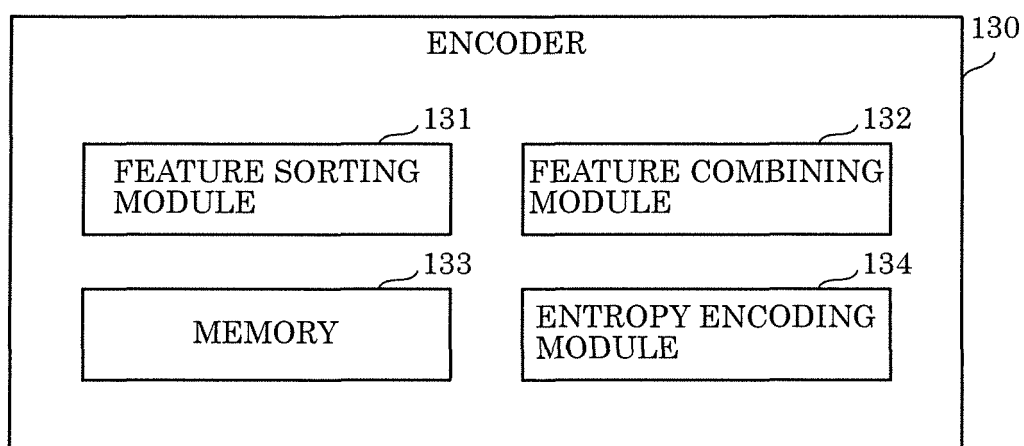 ENCODER
130
131
132
FEATURE SORTING
MODULE
FEATURE COMBINING
MODULE
133
134
MEMORY
ENTROPY ENCODING
MODULE